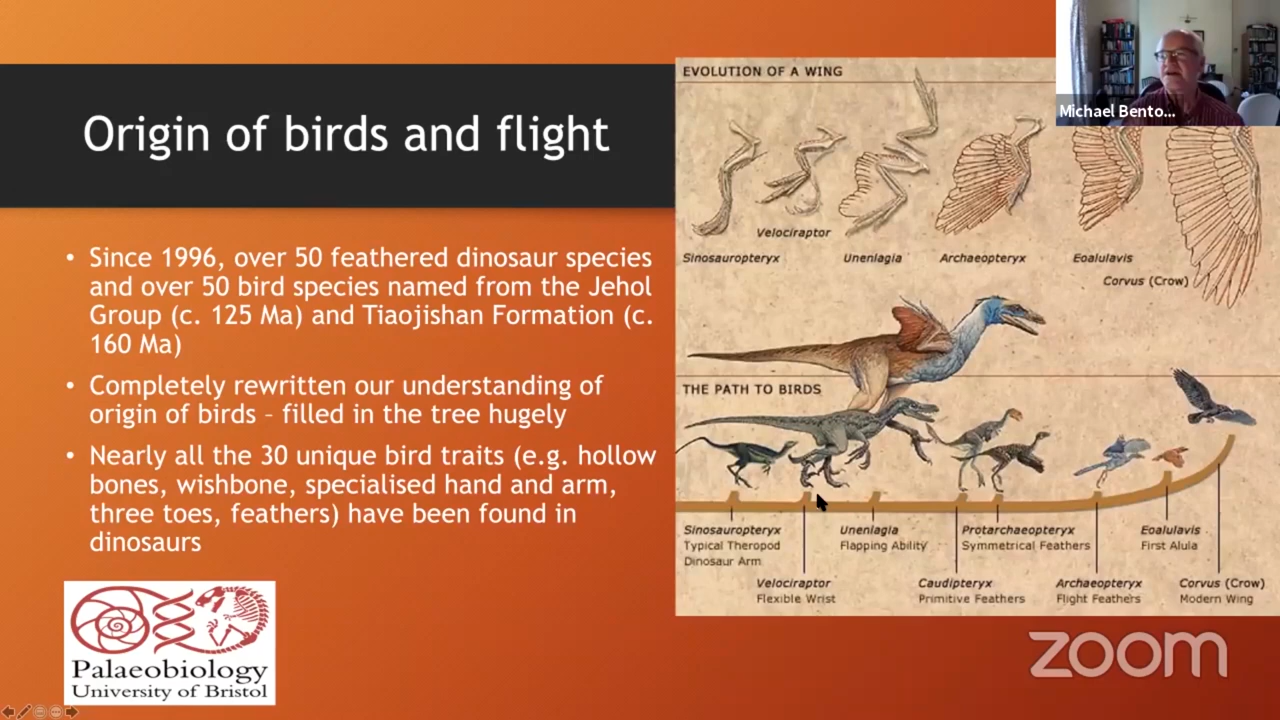 Origin of birds and flight
• Since 1996, over 50 feathered dinosaur species
and over 50 bird species named from the Jehol
Group (c. 125 Ma) and Tiaojishan Formation (c.
160 Ma)
• Completely rewritten our understanding of
origin of birds – filled in the tree hugely
• Nearly all the 30 unique bird traits (e.g. hollow
bones, wishbone, specialised hand and arm,
three toes, feathers) have been found in
dinosaurs
Palaeobiology
University of Bristol
EVOLUTION OF A WING
Sinosauropteryx
Velociraptor
Unenlagia
Archaeopteryx
Eoalulavis
Corvus (Crow)
THE PATH TO BIRDS
Sinosauropteryx
Typical Theropod
Dinosaur Arm
Velociraptor
Flexible Wrist
Unenlagia
Flapping Ability
Caudipteryx
Primitive Feathers
Protarchaeopteryx
Symmetrical Feathers
Archaeopteryx
Flight Feathers
Eoalulavis
First Alula
Corvus (Crow)
Modern Wing
Michael Bento...
zoom